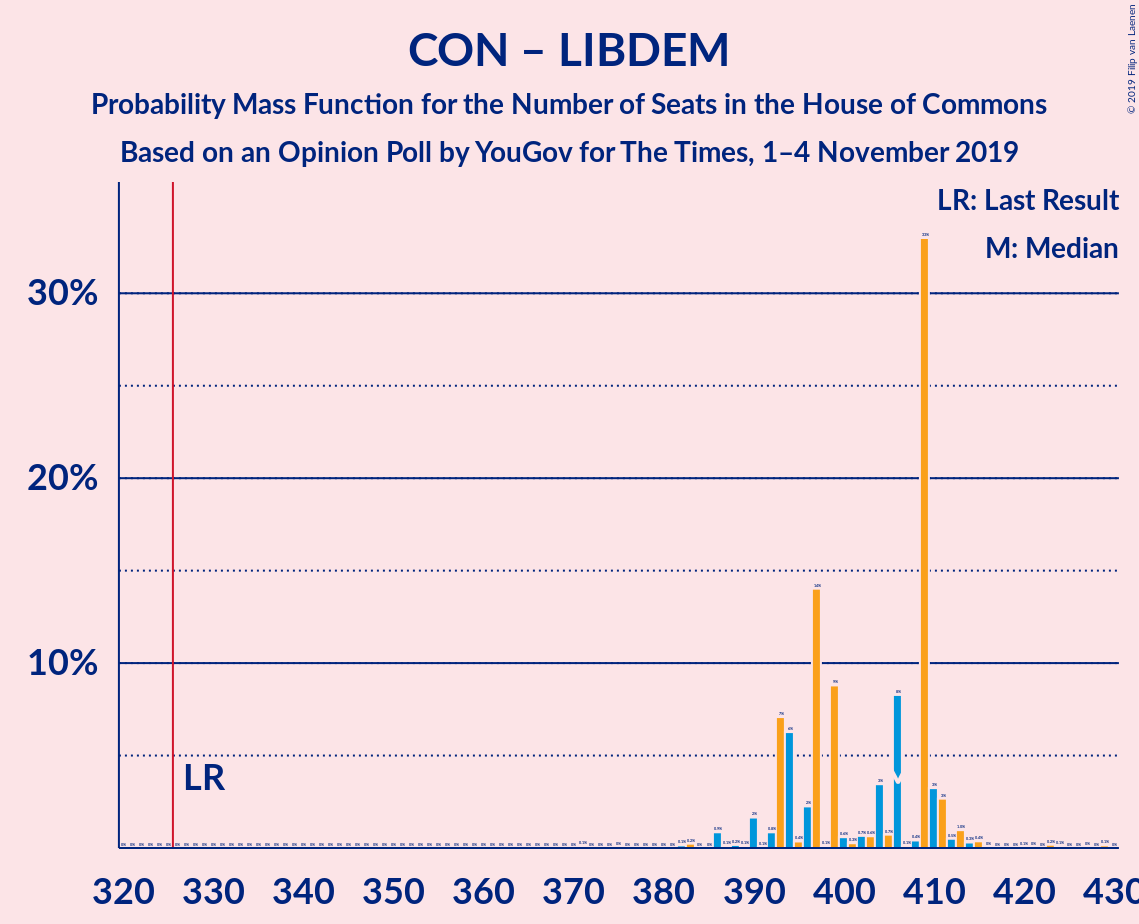 CON – LIBDEM
Probability Mass Function for the Number of Seats in the House of Commons
Based on an Opinion Poll by YouGov for The Times, 1–4 November 2019
© 2019 Filip van Laenen
LR: Last Result
M: Median
30%
20%
10%
LR
320 330 340 350 360 370 380 390 400 410 420 430